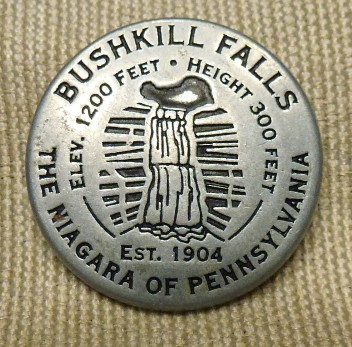 BUSHKILL FALLS
ELEV. 1200 FEET • HEIGHT 300 FEET
EST. 1904
THE NIAGARA OF PENNSYLVANIA